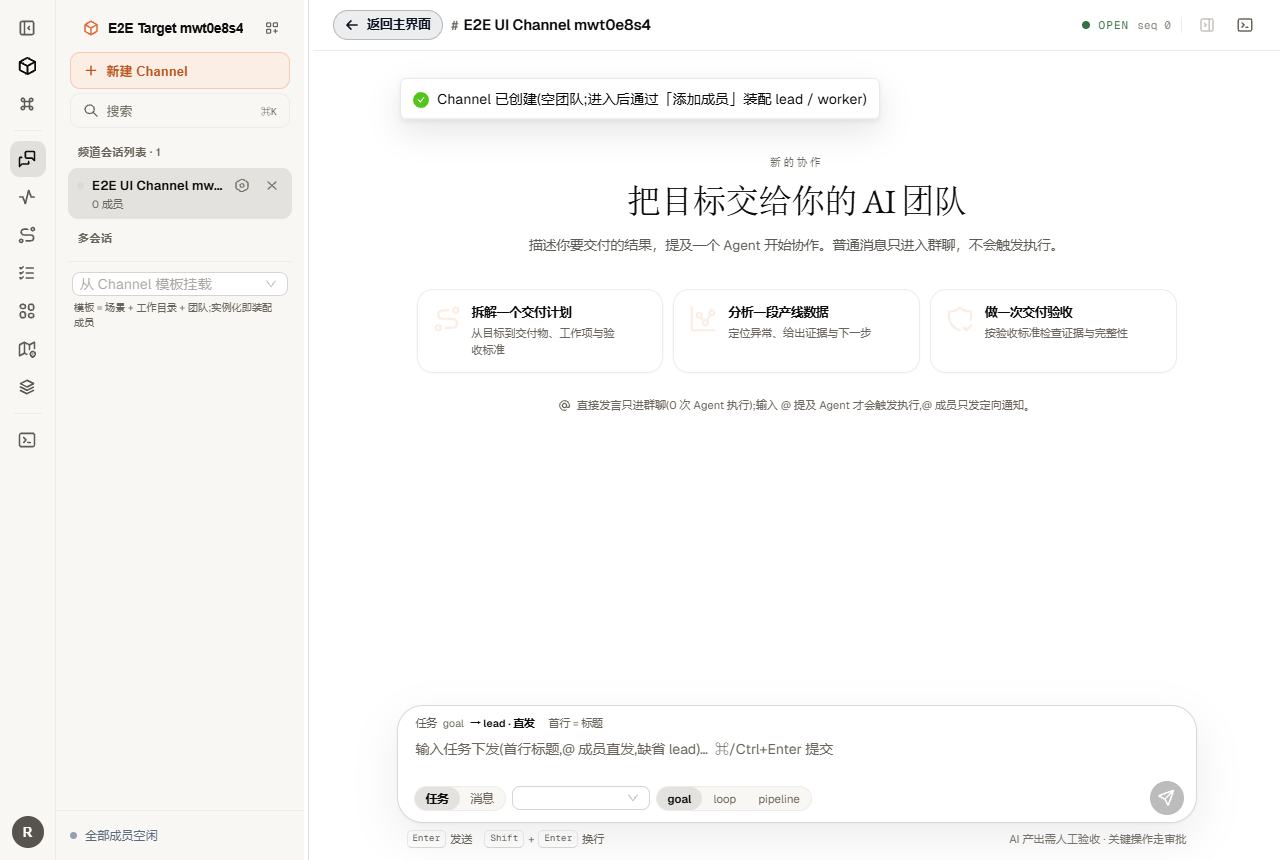 E2E Target mwt0e8s4
新建 Channel
搜索
⌘K
频道会话列表 · 1
E2E UI Channel mw...
0 成员
多会话
从 Channel 模板挂载
模板 = 场景 + 工作目录 + 团队;实例化即装配
成员
R
全部成员空闲
返回主界面
# E2E UI Channel mwt0e8s4
OPEN seq 0
Channel 已创建(空团队;进入后通过「添加成员」装配 lead / worker)
新的协作
把目标交给你的 AI 团队
描述你要交付的结果，提及一个 Agent 开始协作。普通消息只进入群聊，不会触发执行。
拆解一个交付计划
从目标到交付物、工作项与验
收标准
分析一段产线数据
定位异常、给出证据与下一步
做一次交付验收
按验收标准检查证据与完整性
@ 直接发言只进群聊(0 次 Agent 执行);输入 @ 提及 Agent 才会触发执行,@ 成员只发定向通知。
任务 goal → lead · 直发 首行 = 标题
输入任务下发(首行标题,@ 成员直发,缺省 lead)... ⌘/Ctrl+Enter 提交
任务 消息 goal loop pipeline
Enter 发送 Shift + Enter 换行
AI 产出需人工验收 · 关键操作走审批